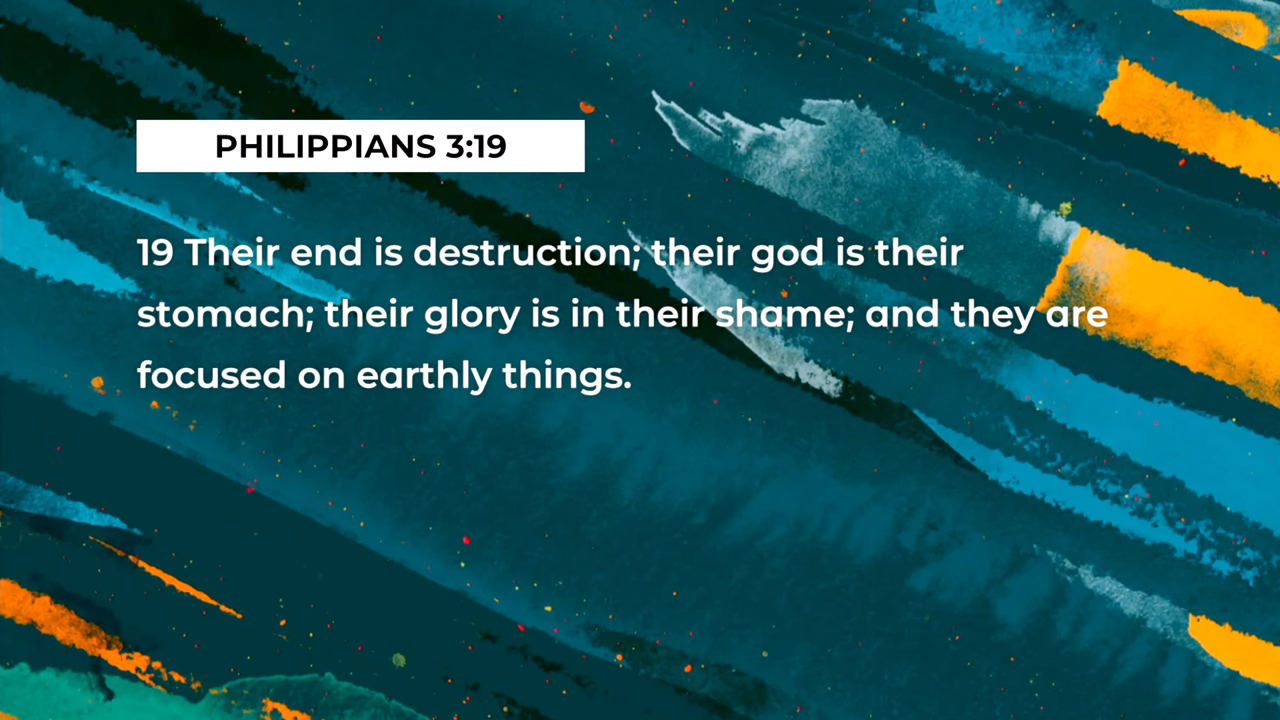 PHILIPPIANS 3:19
19 Their end is destruction; their god is their
stomach; their glory is in their shame; and they are
focused on earthly things.